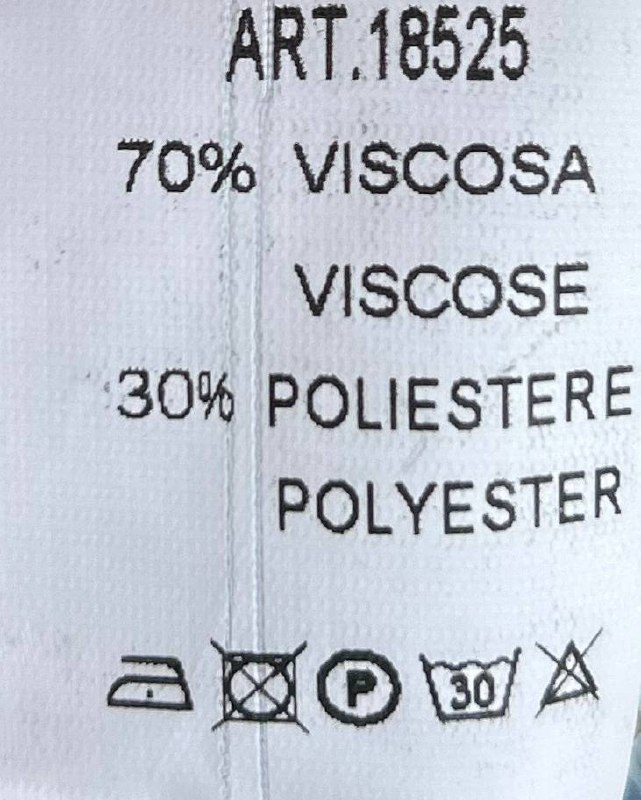 ART.18525
70% VISCOSA
VISCOSE
30% POLIESTERE
POLYESTER
P 30